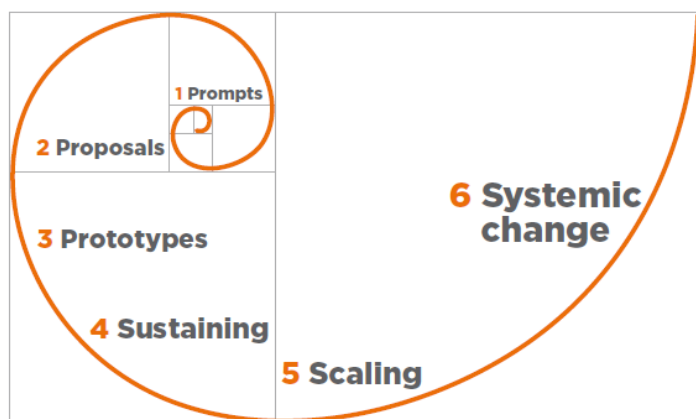 1 Prompts
2 Proposals
3 Prototypes
4 Sustaining
5 Scaling
6 Systemic
change